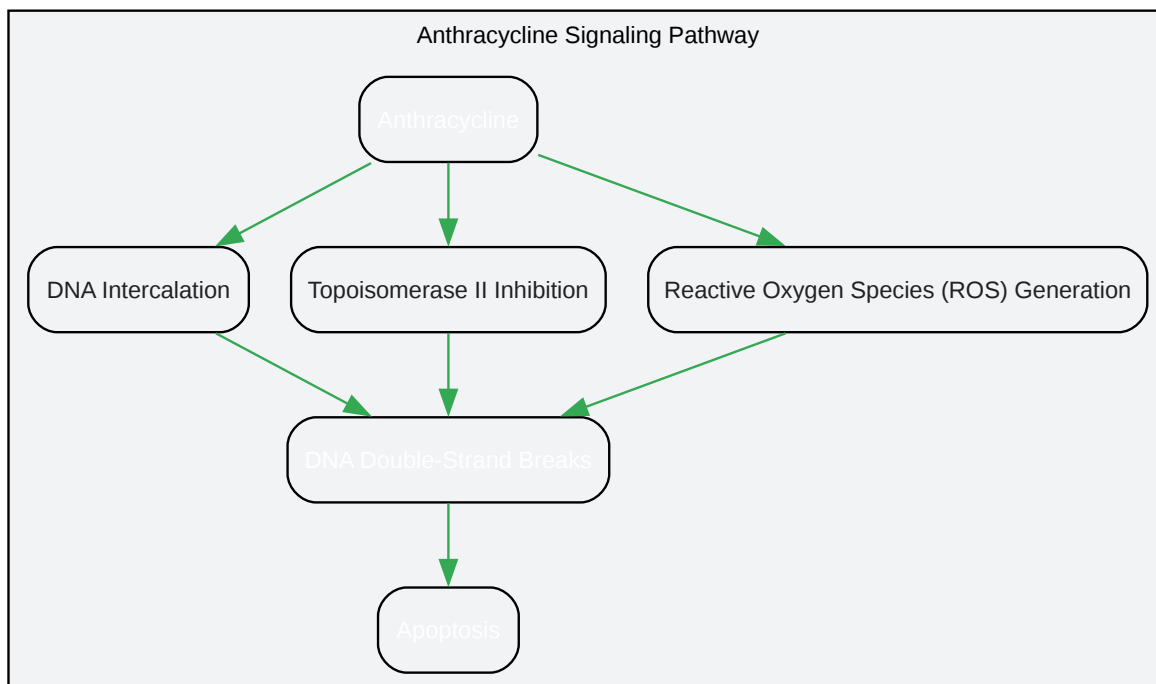 Anthracycline Signaling Pathway
Anthracycline
DNA Intercalation
Topoisomerase II Inhibition
Reactive Oxygen Species (ROS) Generation
DNA Double-Strand Breaks
Apoptosis